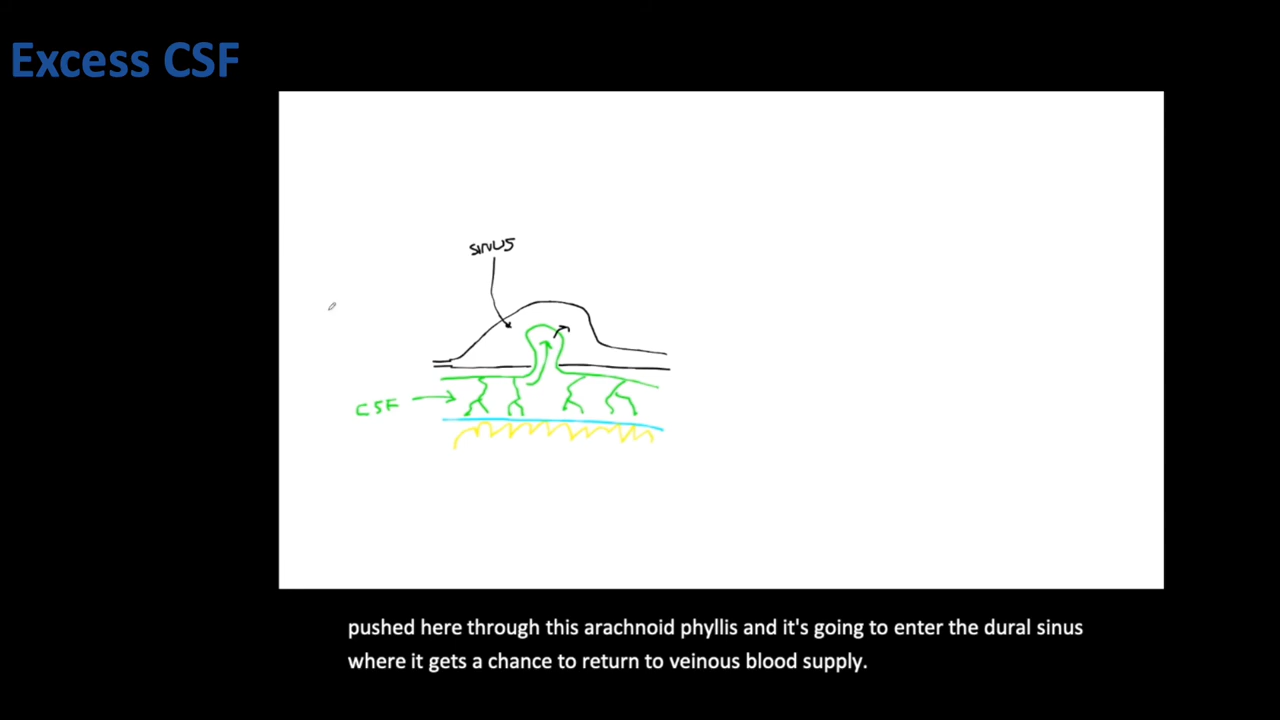 Excess CSF
SINUS
CSF
pushed here through this arachnoid phyllis and it's going to enter the dural sinus
where it gets a chance to return to veinous blood supply.